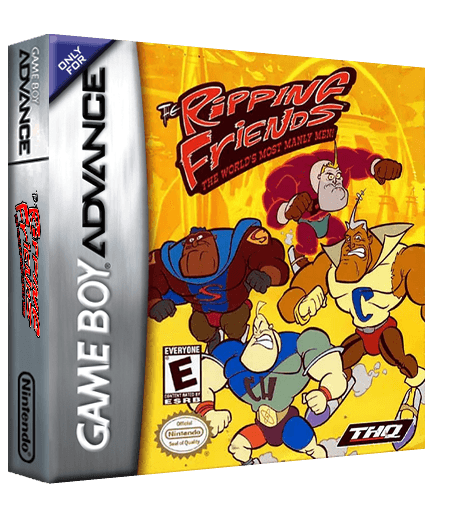 GAME BOY
ADVANCE
Nintendo
ONLY
FOR
GAME BOY ADVANCE
THE
RIPPING
FRIENDS
THE WORLD'S MOST MANLY MEN!
S
C
CH
EVERYONE
E
CONTENT RATED BY
ESRB
Official
Nintendo
Seal of Quality
THQ